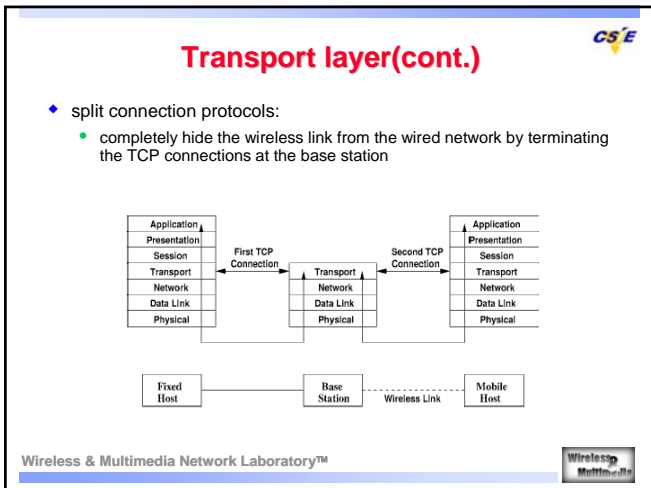 CSIE
Transport layer(cont.)
split connection protocols:
completely hide the wireless link from the wired network by terminating
the TCP connections at the base station
Application
Presentation
Session
Transport
Network
Data Link
Physical
First TCP
Connection
Transport
Network
Data Link
Physical
Second TCP
Connection
Application
Presentation
Session
Transport
Network
Data Link
Physical
Fixed
Host
Base
Station
Wireless Link
Mobile
Host
Wireless & Multimedia Network Laboratory™
Wireless
Multimedia